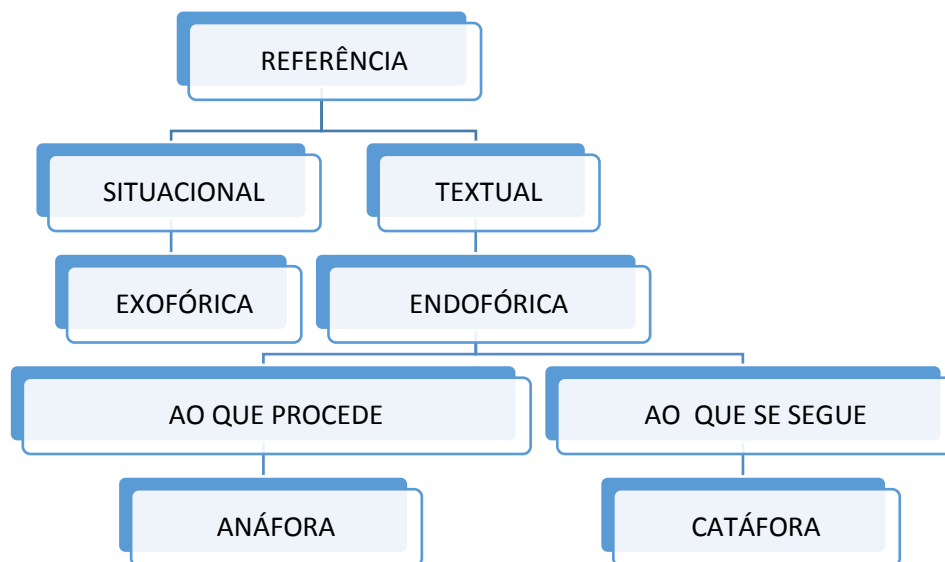 REFERÊNCIA
SITUACIONAL
TEXTUAL
EXOFÓRICA
ENDOFÓRICA
AO QUE PROCEDE
AO QUE SE SEGUE
ANÁFORA
CATÁFORA